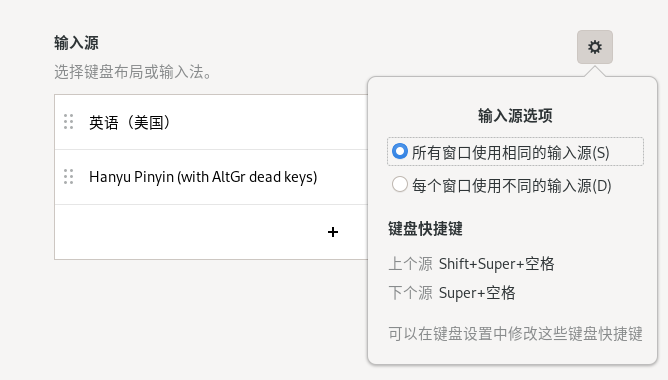 输入源
选择键盘布局或输入法。
英语（美国）
Hanyu Pinyin (with AltGr dead keys)
+
输入源选项
所有窗口使用相同的输入源(S)
每个窗口使用不同的输入源(D)
键盘快捷键
上个源 Shift+Super+空格
下个源 Super+空格
可以在键盘设置中修改这些键盘快捷键